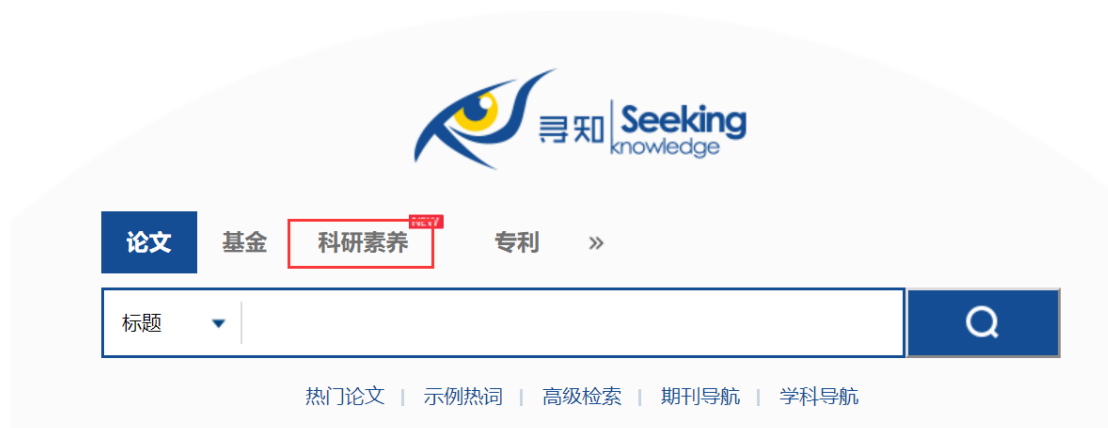 寻知 Seeking
knowledge
NEW
论文 基金 科研素养 专利 »
标题
热门论文 | 示例热词 | 高级检索 | 期刊导航 | 学科导航